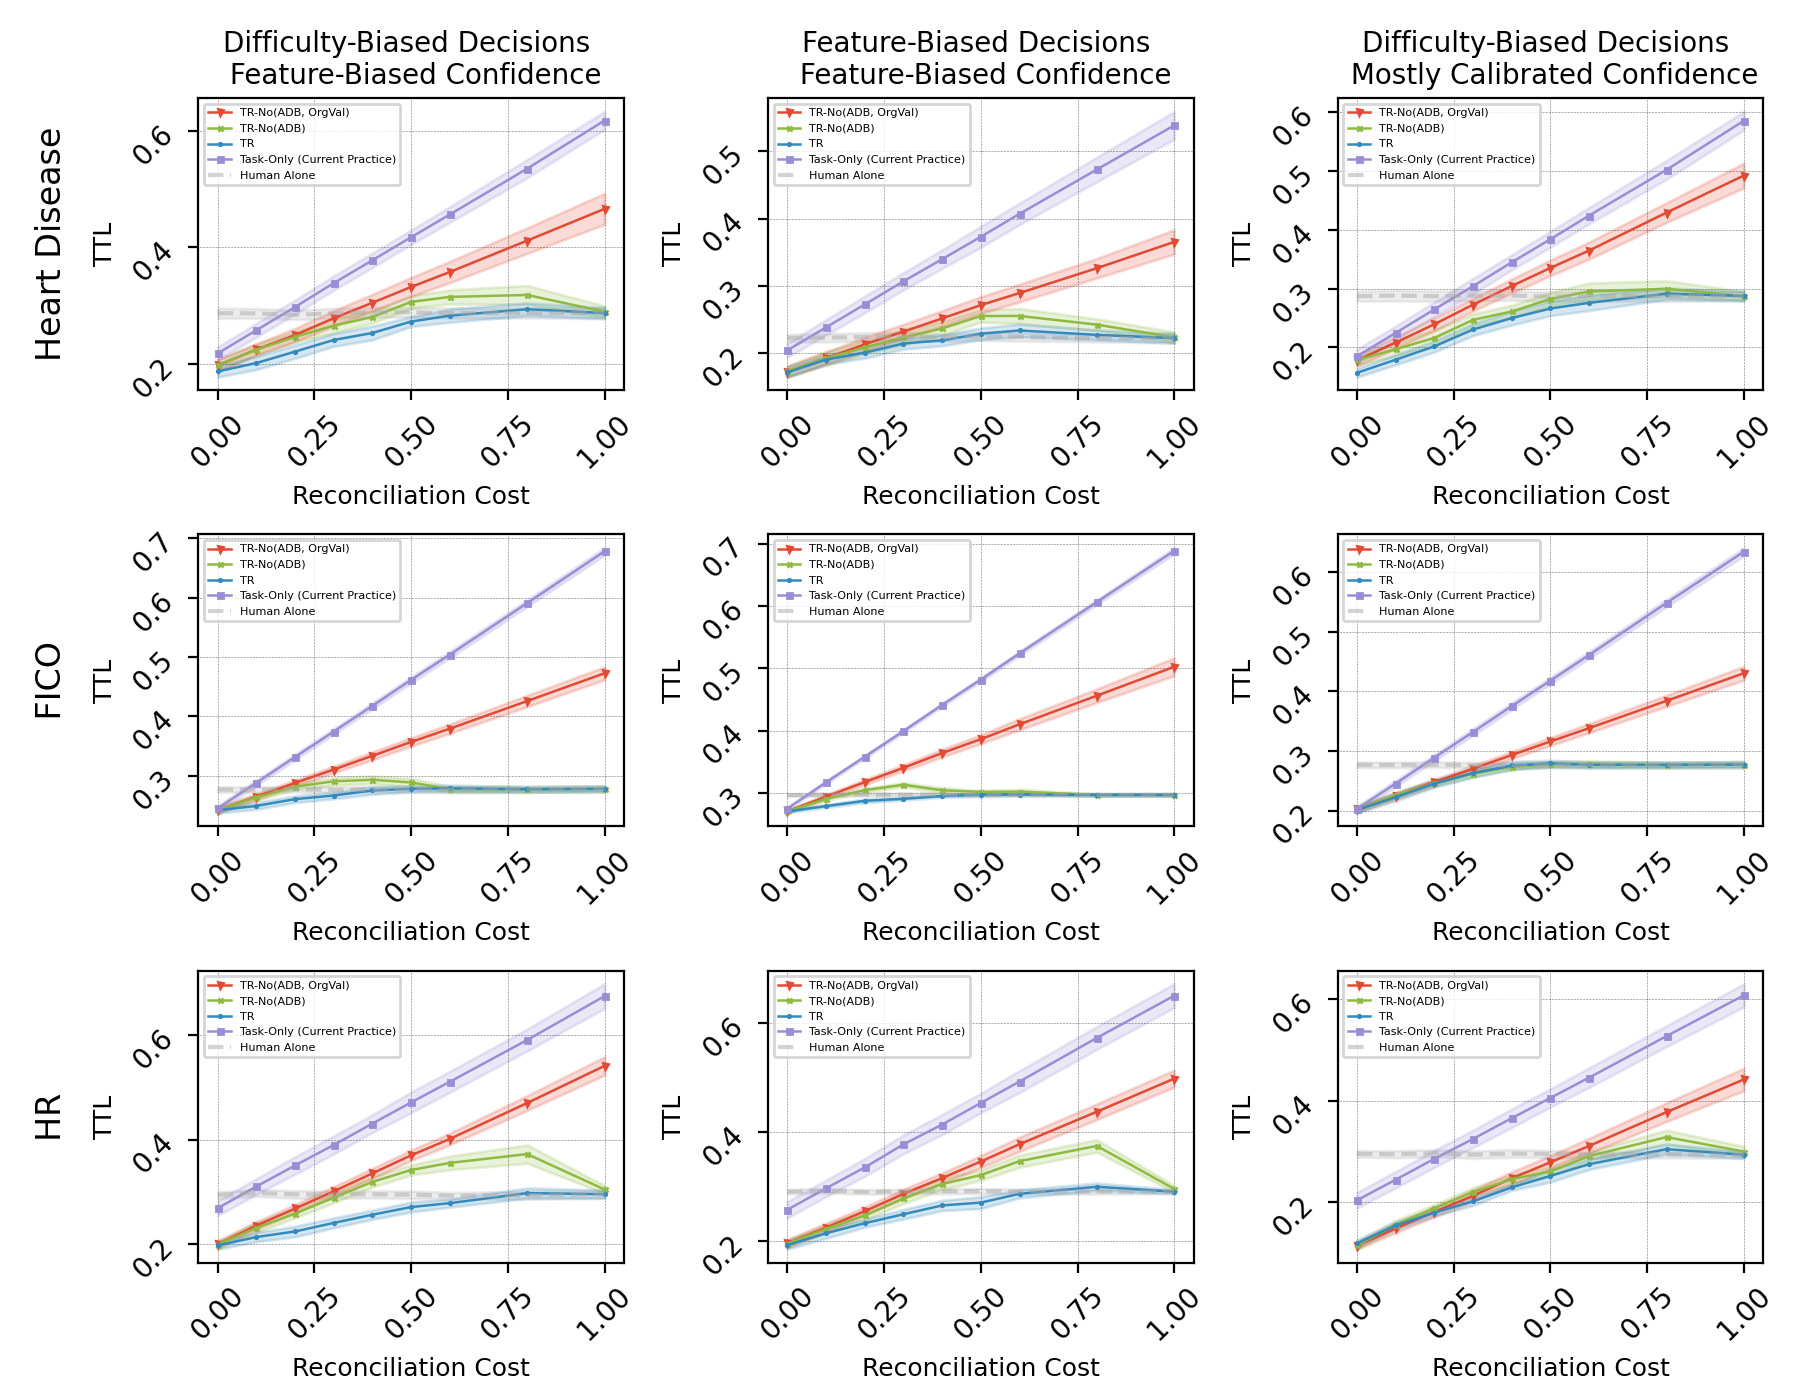 Difficulty-Biased Decisions
Feature-Biased Confidence
Feature-Biased Decisions
Feature-Biased Confidence
Difficulty-Biased Decisions
Mostly Calibrated Confidence
Heart Disease
TTL
0.6
0.4
0.2
TR-No(ADB, OrgVal)
TR-No(ADB)
TR
Task-Only (Current Practice)
Human Alone
0.00
0.25
0.50
0.75
1.00
Reconciliation Cost
TTL
0.5
0.4
0.3
0.2
TR-No(ADB, OrgVal)
TR-No(ADB)
TR
Task-Only (Current Practice)
Human Alone
0.00
0.25
0.50
0.75
1.00
Reconciliation Cost
TTL
0.6
0.5
0.4
0.3
0.2
TR-No(ADB, OrgVal)
TR-No(ADB)
TR
Task-Only (Current Practice)
Human Alone
0.00
0.25
0.50
0.75
1.00
Reconciliation Cost
FICO
TTL
0.7
0.6
0.5
0.4
0.3
TR-No(ADB, OrgVal)
TR-No(ADB)
TR
Task-Only (Current Practice)
Human Alone
0.00
0.25
0.50
0.75
1.00
Reconciliation Cost
TTL
0.7
0.6
0.5
0.4
0.3
TR-No(ADB, OrgVal)
TR-No(ADB)
TR
Task-Only (Current Practice)
Human Alone
0.00
0.25
0.50
0.75
1.00
Reconciliation Cost
TTL
0.6
0.5
0.4
0.3
0.2
TR-No(ADB, OrgVal)
TR-No(ADB)
TR
Task-Only (Current Practice)
Human Alone
0.00
0.25
0.50
0.75
1.00
Reconciliation Cost
HR
TTL
0.6
0.4
0.2
TR-No(ADB, OrgVal)
TR-No(ADB)
TR
Task-Only (Current Practice)
Human Alone
0.00
0.25
0.50
0.75
1.00
Reconciliation Cost
TTL
0.6
0.4
0.2
TR-No(ADB, OrgVal)
TR-No(ADB)
TR
Task-Only (Current Practice)
Human Alone
0.00
0.25
0.50
0.75
1.00
Reconciliation Cost
TTL
0.6
0.4
0.2
TR-No(ADB, OrgVal)
TR-No(ADB)
TR
Task-Only (Current Practice)
Human Alone
0.00
0.25
0.50
0.75
1.00
Reconciliation Cost